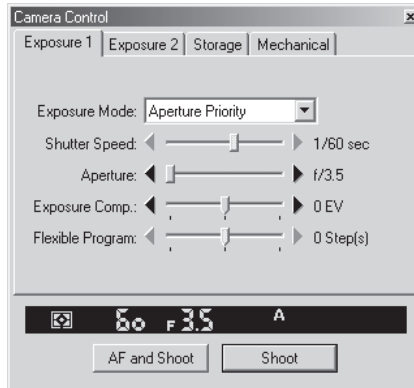 Camera Control
Exposure 1 Exposure 2 Storage Mechanical
Exposure Mode: Aperture Priority
Shutter Speed: 1/60 sec
Aperture: f/3.5
Exposure Comp.: 0 EV
Flexible Program: 0 Step(s)
60 F3.5 A
AF and Shoot Shoot